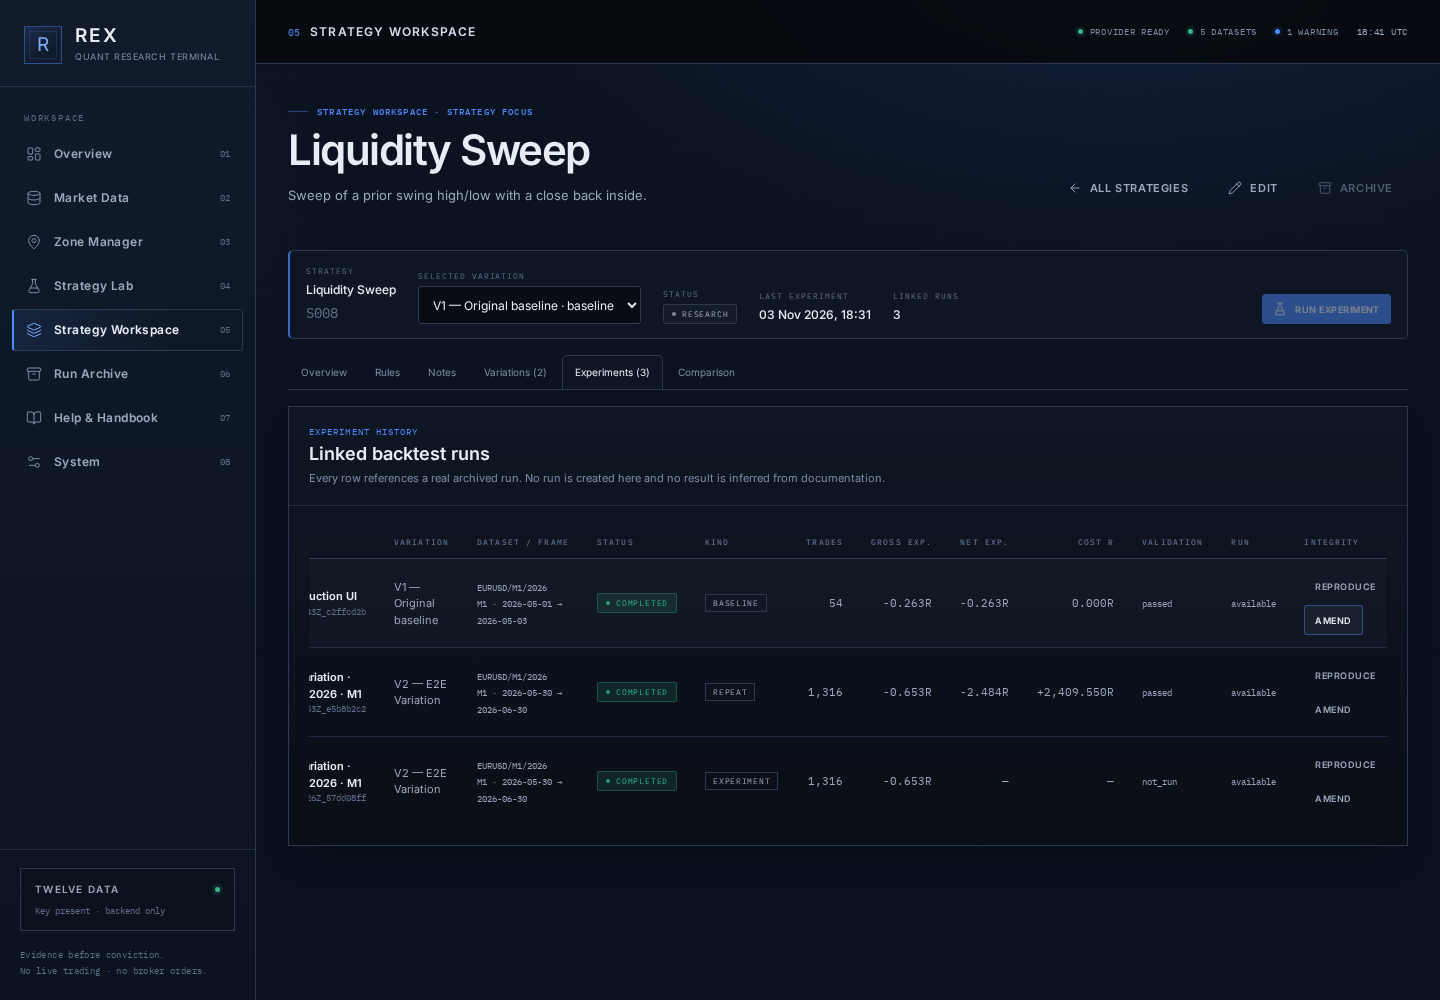 R
REX
QUANT RESEARCH TERMINAL
WORKSPACE
Overview 01
Market Data 02
Zone Manager 03
Strategy Lab 04
Strategy Workspace 05
Run Archive 06
Help & Handbook 07
System 08
TWELVE DATA
Key present · backend only
Evidence before conviction.
No live trading · no broker orders.
05 STRATEGY WORKSPACE
PROVIDER READY 5 DATASETS 1 WARNING 18:41 UTC
STRATEGY WORKSPACE · STRATEGY FOCUS
Liquidity Sweep
Sweep of a prior swing high/low with a close back inside.
ALL STRATEGIES EDIT ARCHIVE
STRATEGY
Liquidity Sweep
S008
SELECTED VARIATION
V1 — Original baseline · baseline
STATUS
RESEARCH
LAST EXPERIMENT
03 Nov 2026, 18:31
LINKED RUNS
3
RUN EXPERIMENT
Overview Rules Notes Variations (2) Experiments (3) Comparison
EXPERIMENT HISTORY
Linked backtest runs
Every row references a real archived run. No run is created here and no result is inferred from documentation.
VARIATION DATASET / FRAME STATUS KIND TRADES GROSS EXP. NET EXP. COST R VALIDATION RUN INTEGRITY
uction UI
3Z_c2ffcd2b
V1 —
Original
baseline
EURUSD/M1/2026
M1 · 2026-05-01 →
2026-05-03
COMPLETED BASELINE 54 -0.263R -0.263R 0.000R passed available
REPRODUCE
AMEND
riation ·
2026 · M1
3Z_e5b8b2c2
V2 — E2E
Variation
EURUSD/M1/2026
M1 · 2026-05-30 →
2026-06-30
COMPLETED REPEAT 1,316 -0.653R -2.484R +2,409.550R passed available
REPRODUCE
AMEND
riation ·
2026 · M1
6Z_57dd08ff
V2 — E2E
Variation
EURUSD/M1/2026
M1 · 2026-05-30 →
2026-06-30
COMPLETED EXPERIMENT 1,316 -0.653R — — not_run available
REPRODUCE
AMEND